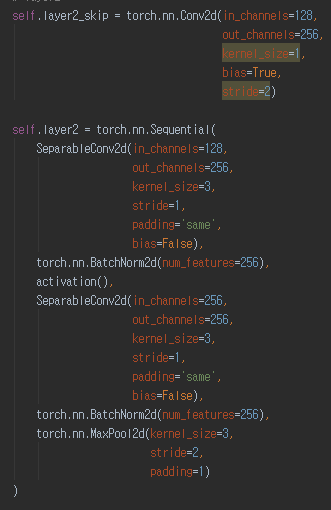 self.layer2_skip = torch.nn.Conv2d(in_channels=128,
out_channels=256,
kernel_size=1,
bias=True,
stride=2)
self.layer2 = torch.nn.Sequential(
SeparableConv2d(in_channels=128,
out_channels=256,
kernel_size=3,
stride=1,
padding='same',
bias=False),
torch.nn.BatchNorm2d(num_features=256),
activation(),
SeparableConv2d(in_channels=256,
out_channels=256,
kernel_size=3,
stride=1,
padding='same',
bias=False),
torch.nn.BatchNorm2d(num_features=256),
torch.nn.MaxPool2d(kernel_size=3,
stride=2,
padding=1)
)